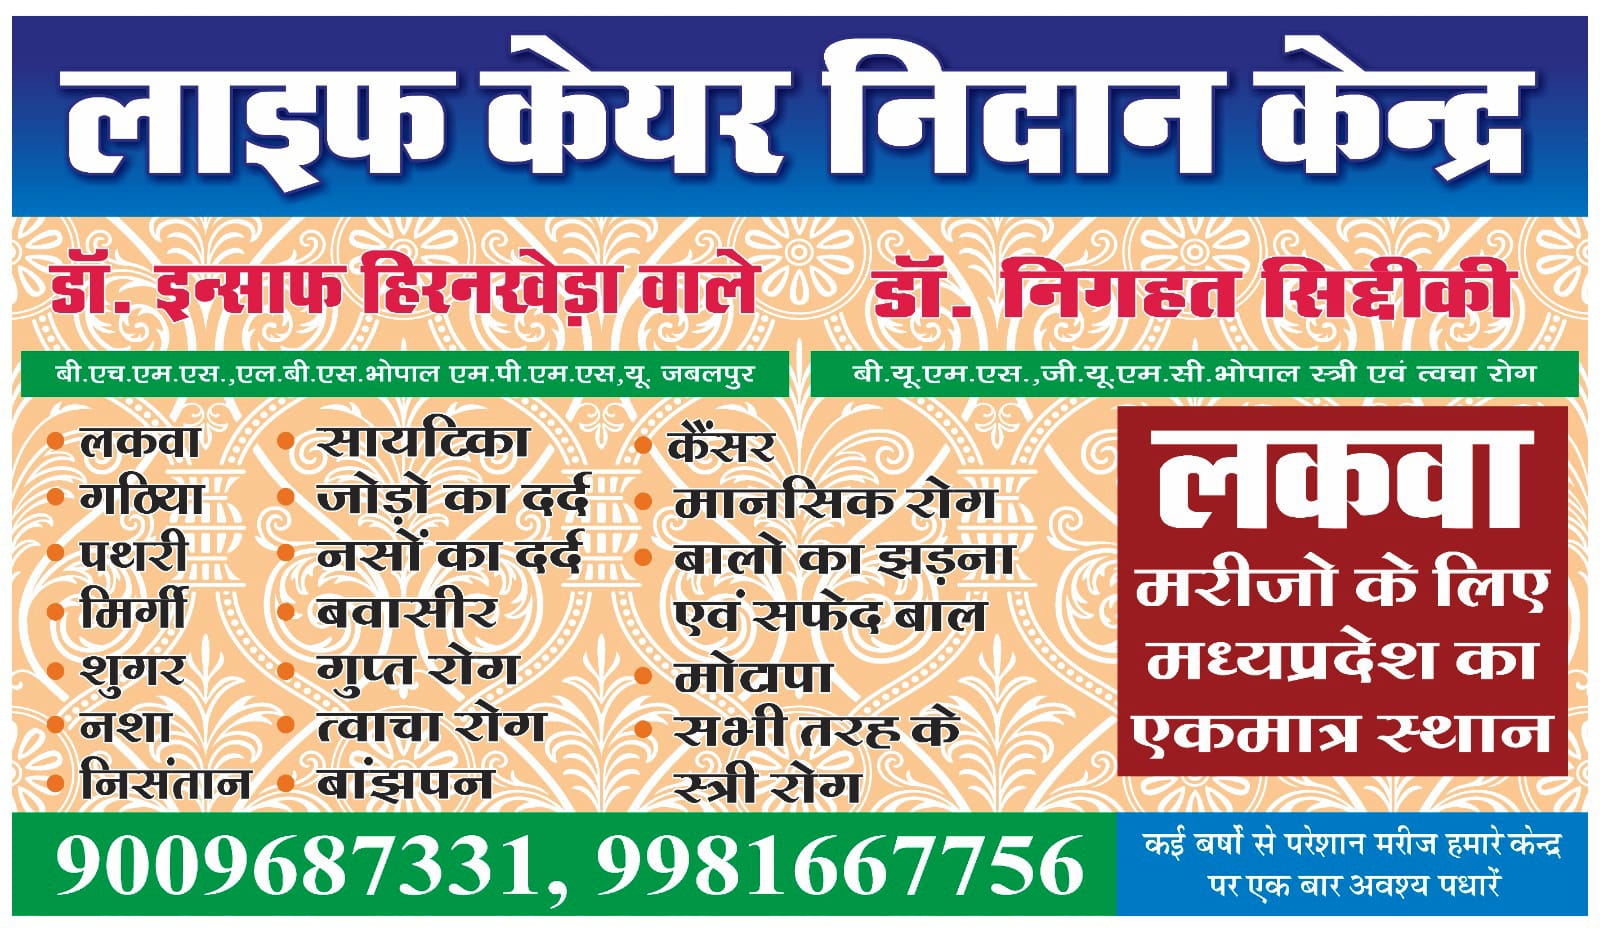 लाइफ केयर निदान केन्द्र
डॉ. इन्साफ हिरनखेड़ा वाले
बी.एच.एम.एस.,एल.बी.एस.भोपाल एम.पी.एम.एस,यू. जबलपुर
डॉ. निगहत सिद्दीकी
बी.यू.एम.एस.,जी.यू.एम.सी.भोपाल स्त्री एवं त्वचा रोग
• लकवा
• गठिया
• पथरी
• मिर्गी
• शुगर
• नशा
• निसंतान
• सायटिका
• जोड़ो का दर्द
• नसों का दर्द
• बवासीर
• गुप्त रोग
• त्वाचा रोग
• बांझपन
• कैंसर
• मानसिक रोग
• बालो का झड़ना
एवं सफेद बाल
• मोटापा
• सभी तरह के
स्त्री रोग
लकवा
मरीजो के लिए
मध्यप्रदेश का
एकमात्र स्थान
9009687331, 9981667756
कई बर्षो से परेशान मरीज हमारे केन्द्र
पर एक बार अवश्य पधारें